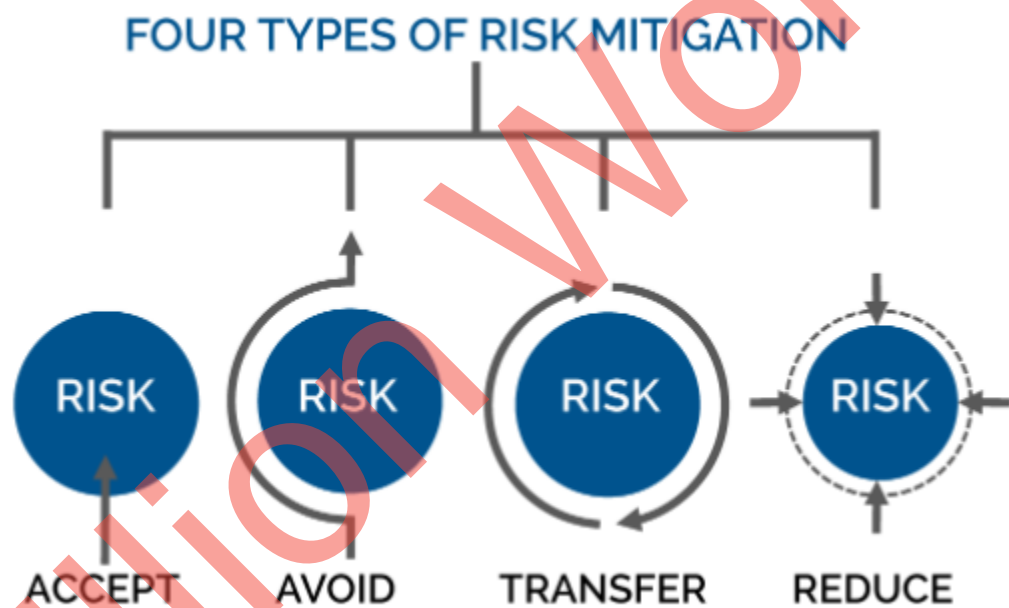 FOUR TYPES OF RISK MITIGATION
RISK RISK RISK RISK
ACCEPT AVOID TRANSFER REDUCE